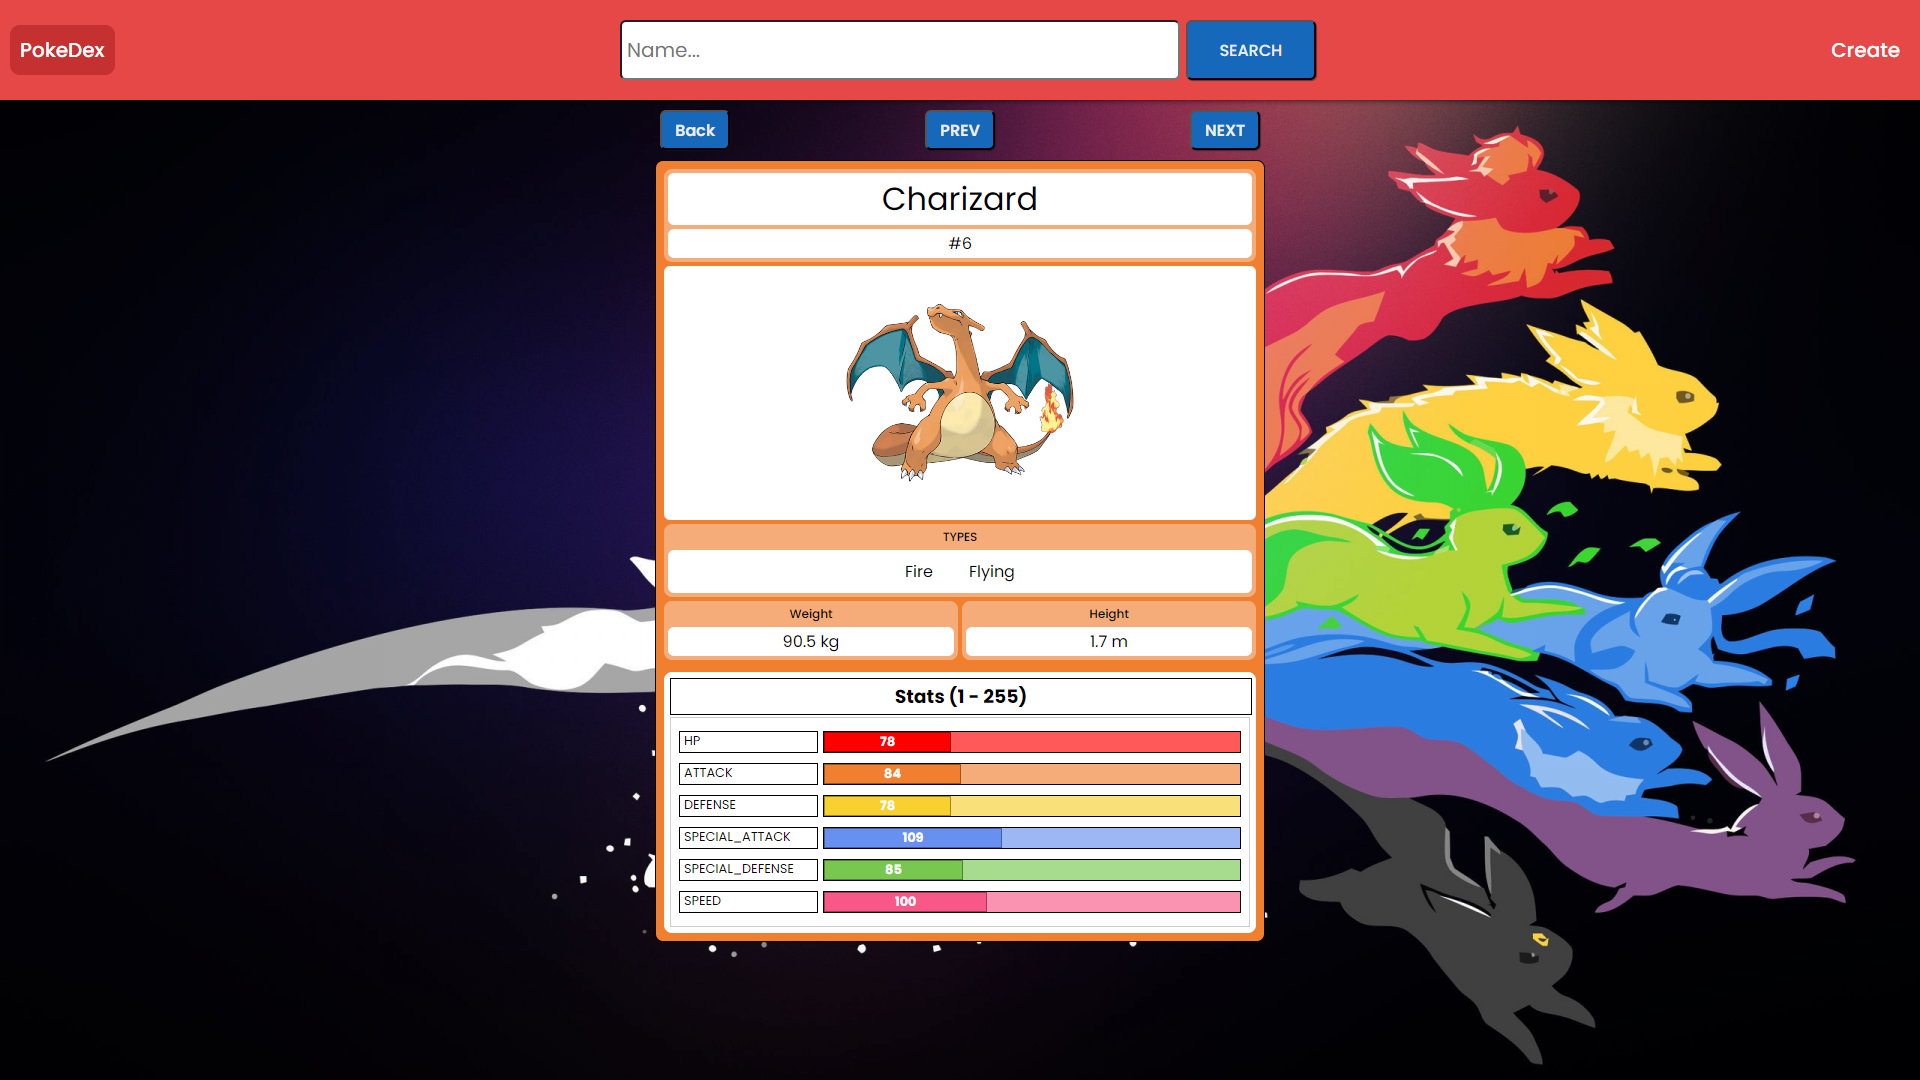 PokeDex
Name...
SEARCH
Create
Back
PREV
NEXT
Charizard
#6
TYPES
Fire Flying
Weight Height
90.5 kg 1.7 m
Stats (1 - 255)
HP 78
ATTACK 84
DEFENSE 78
SPECIAL_ATTACK 109
SPECIAL_DEFENSE 85
SPEED 100